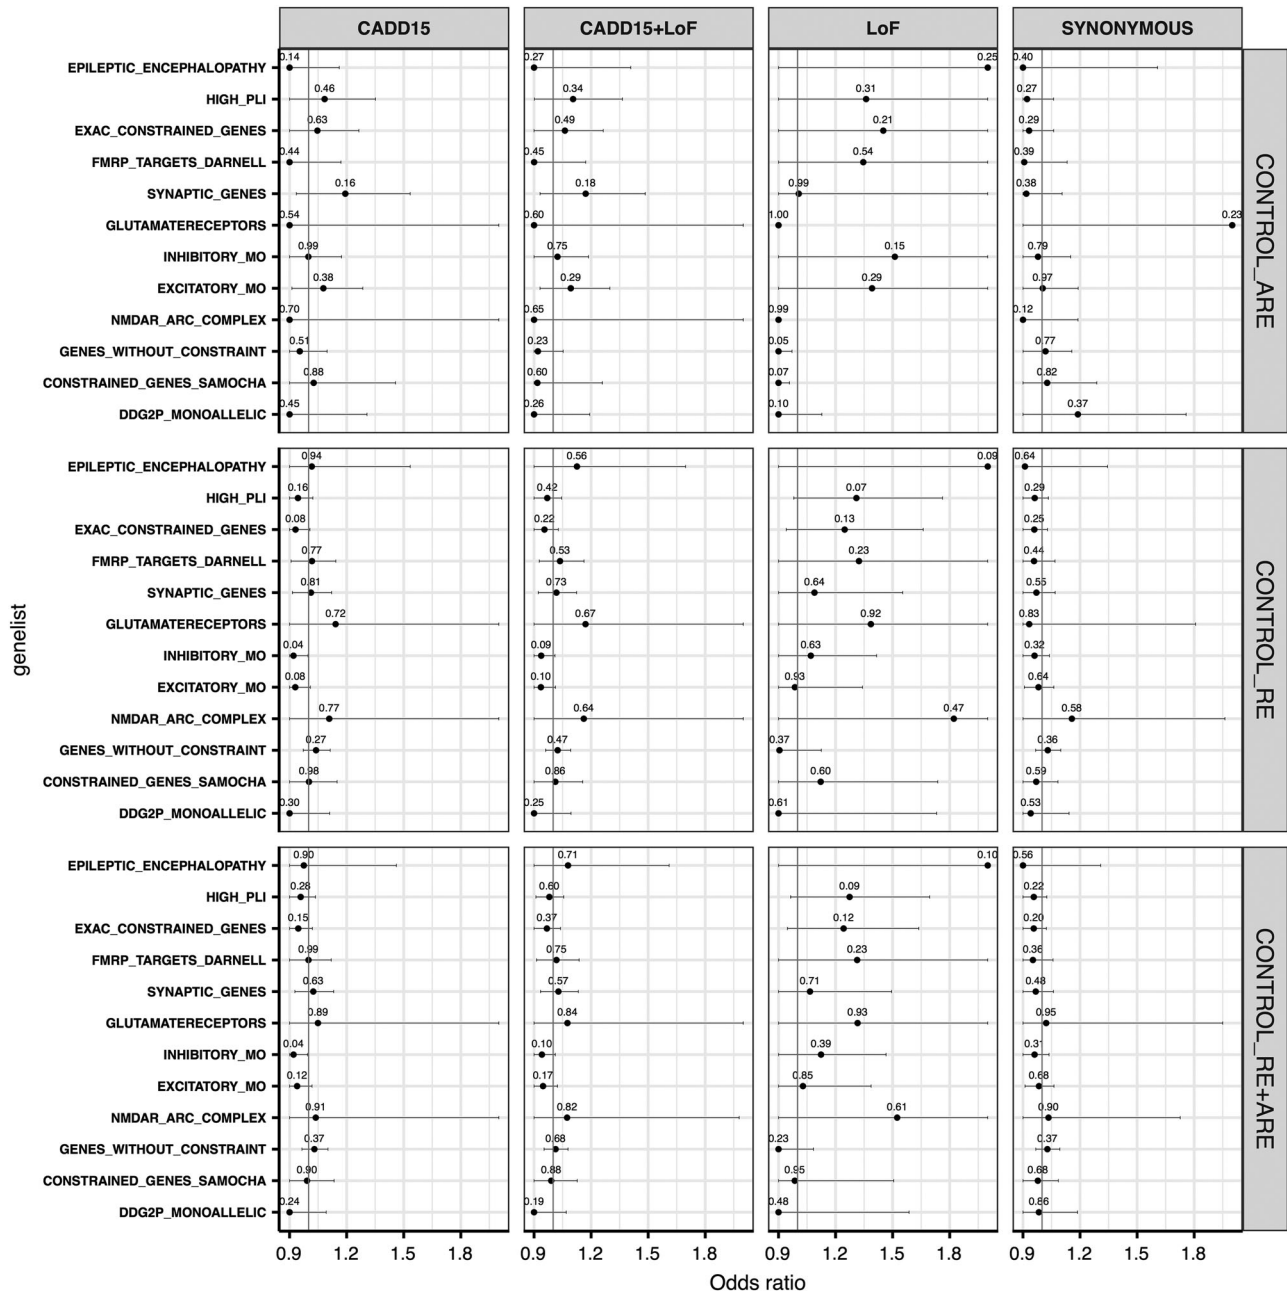 CADD15 CADD15+LoF LoF SYNONYMOUS
EPILEPTIC_ENCEPHALOPATHY 0.14 0.27 0.25 0.40
HIGH_PLI 0.46 0.34 0.31 0.27
EXAC_CONSTRAINED_GENES 0.63 0.49 0.21 0.29
FMRP_TARGETS_DARNELL 0.44 0.45 0.54 0.39
SYNAPTIC_GENES 0.16 0.18 0.99 0.38
GLUTAMATERECEPTORS 0.54 0.60 1.00 0.23
INHIBITORY_MO 0.99 0.75 0.15 0.79
EXCITATORY_MO 0.38 0.29 0.29 0.97
NMDAR_ARC_COMPLEX 0.70 0.65 0.99 0.12
GENES_WITHOUT_CONSTRAINT 0.51 0.23 0.05 0.77
CONSTRAINED_GENES_SAMOCHA 0.88 0.60 0.07 0.82
DDG2P_MONOALLELIC 0.45 0.26 0.10 0.37
CONTROL_ARE
EPILEPTIC_ENCEPHALOPATHY 0.94 0.56 0.09 0.64
HIGH_PLI 0.16 0.42 0.07 0.29
EXAC_CONSTRAINED_GENES 0.08 0.22 0.13 0.25
FMRP_TARGETS_DARNELL 0.77 0.53 0.23 0.44
SYNAPTIC_GENES 0.81 0.73 0.64 0.55
GLUTAMATERECEPTORS 0.72 0.67 0.92 0.83
INHIBITORY_MO 0.04 0.09 0.63 0.32
EXCITATORY_MO 0.08 0.10 0.93 0.64
NMDAR_ARC_COMPLEX 0.77 0.64 0.47 0.58
GENES_WITHOUT_CONSTRAINT 0.27 0.47 0.37 0.36
CONSTRAINED_GENES_SAMOCHA 0.98 0.86 0.60 0.59
DDG2P_MONOALLELIC 0.30 0.25 0.61 0.53
CONTROL_RE
genelist
EPILEPTIC_ENCEPHALOPATHY 0.90 0.71 0.10 0.56
HIGH_PLI 0.28 0.60 0.09 0.22
EXAC_CONSTRAINED_GENES 0.15 0.37 0.12 0.20
FMRP_TARGETS_DARNELL 0.99 0.75 0.23 0.36
SYNAPTIC_GENES 0.63 0.57 0.71 0.48
GLUTAMATERECEPTORS 0.89 0.84 0.93 0.95
INHIBITORY_MO 0.04 0.10 0.39 0.31
EXCITATORY_MO 0.12 0.17 0.85 0.68
NMDAR_ARC_COMPLEX 0.91 0.82 0.61 0.90
GENES_WITHOUT_CONSTRAINT 0.37 0.68 0.23 0.37
CONSTRAINED_GENES_SAMOCHA 0.90 0.88 0.95 0.68
DDG2P_MONOALLELIC 0.24 0.19 0.48 0.86
CONTROL_RE+ARE
0.9 1.2 1.5 1.8 0.9 1.2 1.5 1.8 0.9 1.2 1.5 1.8 0.9 1.2 1.5 1.8
Odds ratio